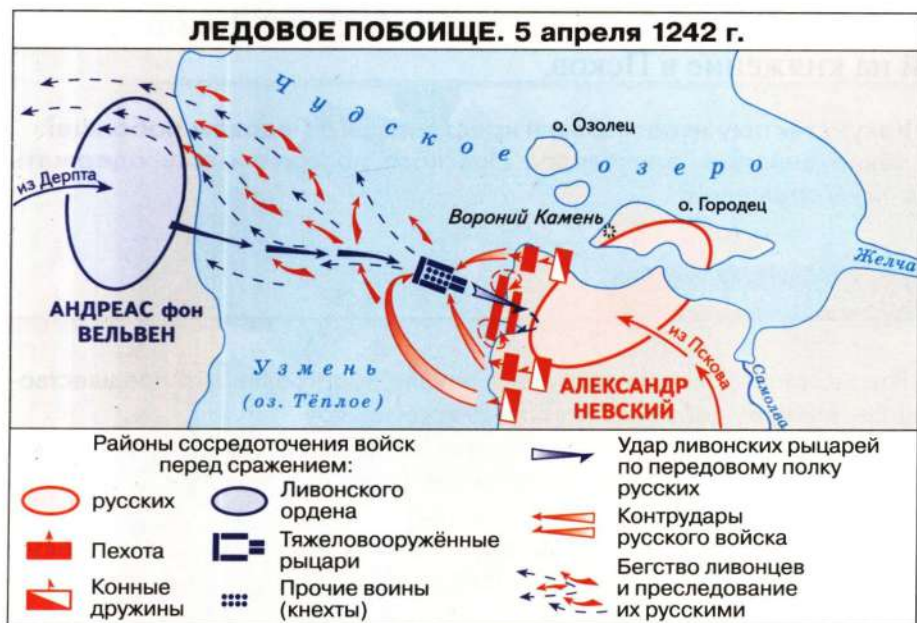 ЛЕДОВОЕ ПОБОИЩЕ. 5 апреля 1242 г.
Чудское
озеро
о. Озолец
Вороний Камень
о. Городец
Желча
из Дерпта
АНДРЕАС фон
ВЕЛЬВЕН
Узмень
(оз. Тёплое)
из Пскова
АЛЕКСАНДР
НЕВСКИЙ
Самолва
Районы сосредоточения войск
перед сражением:
русских
Ливонского
ордена
Пехота
Тяжеловооружённые
рыцари
Конные
дружины
Прочие воины
(кнехты)
Удар ливонских рыцарей
по передовому полку
русских
Контрудары
русского войска
Бегство ливонцев
и преследование
их русскими